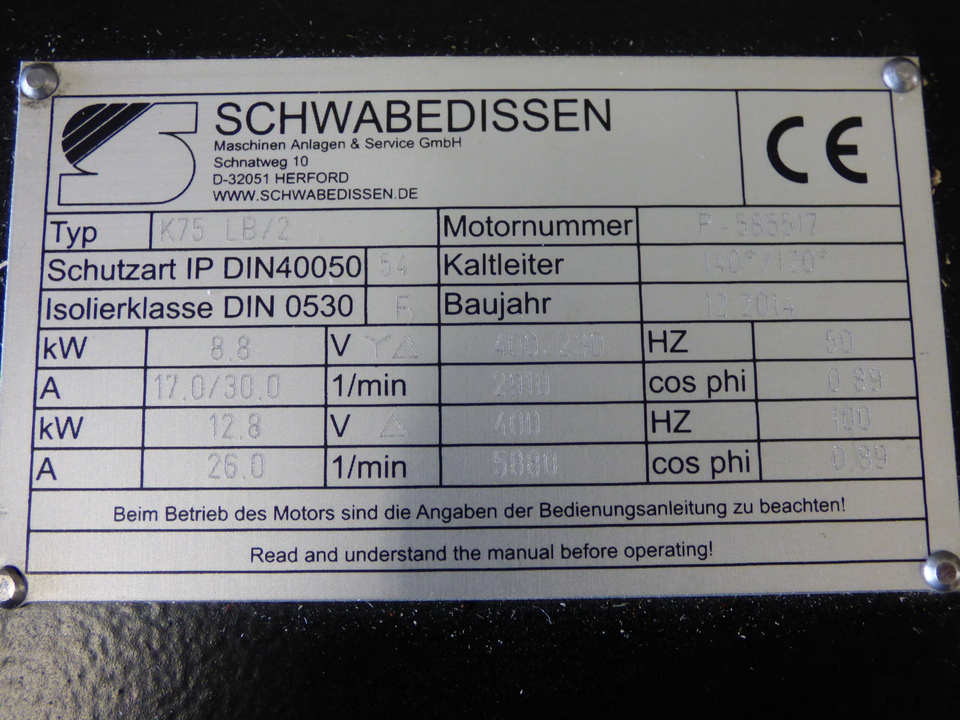 SCHWABEDISSEN
Maschinen Anlagen & Service GmbH
Schnatweg 10
D-32051 HERFORD
WWW.SCHWABEDISSEN.DE
CE
Typ K75 LB/2 Motornummer
Schutzart IP DIN40050 54 Kaltleiter 140°/120°
Isolierklasse DIN 0530 F Baujahr 12.2014
kW 8.8 V Y△ 400/230 HZ 50
A 17.0/30.0 1/min 2910 cos phi 0.89
kW 12.8 V △ 400 HZ 100
A 26.0 1/min 5880 cos phi 0.89
Beim Betrieb des Motors sind die Angaben der Bedienungsanleitung zu beachten!
Read and understand the manual before operating!